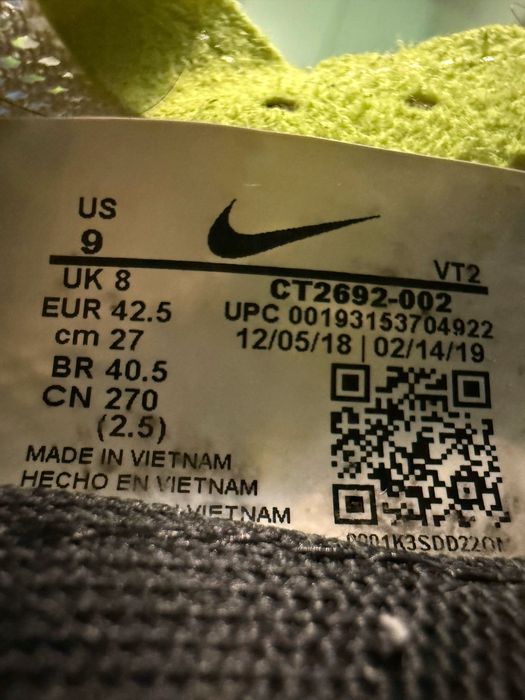 US
9
VT2
UK 8
CT2692-002
EUR 42.5
UPC 00193153704922
cm 27
12/05/18 | 02/14/19
BR 40.5
CN 270
(2.5)
MADE IN VIETNAM
HECHO EN VIETNAM
VIETNAM